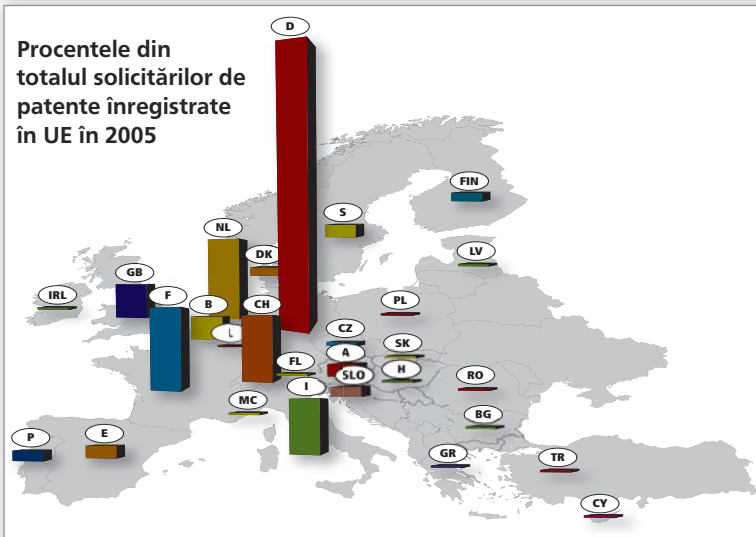 Procentele din
totalul solicitărilor de
patente înregistrate
în UE în 2005
D
FIN
S
NL
DK
LV
GB
IRL
F
B
CH
PL
L
CZ
SK
A
FL
H
SLO
I
RO
MC
BG
P
E
GR
TR
CY